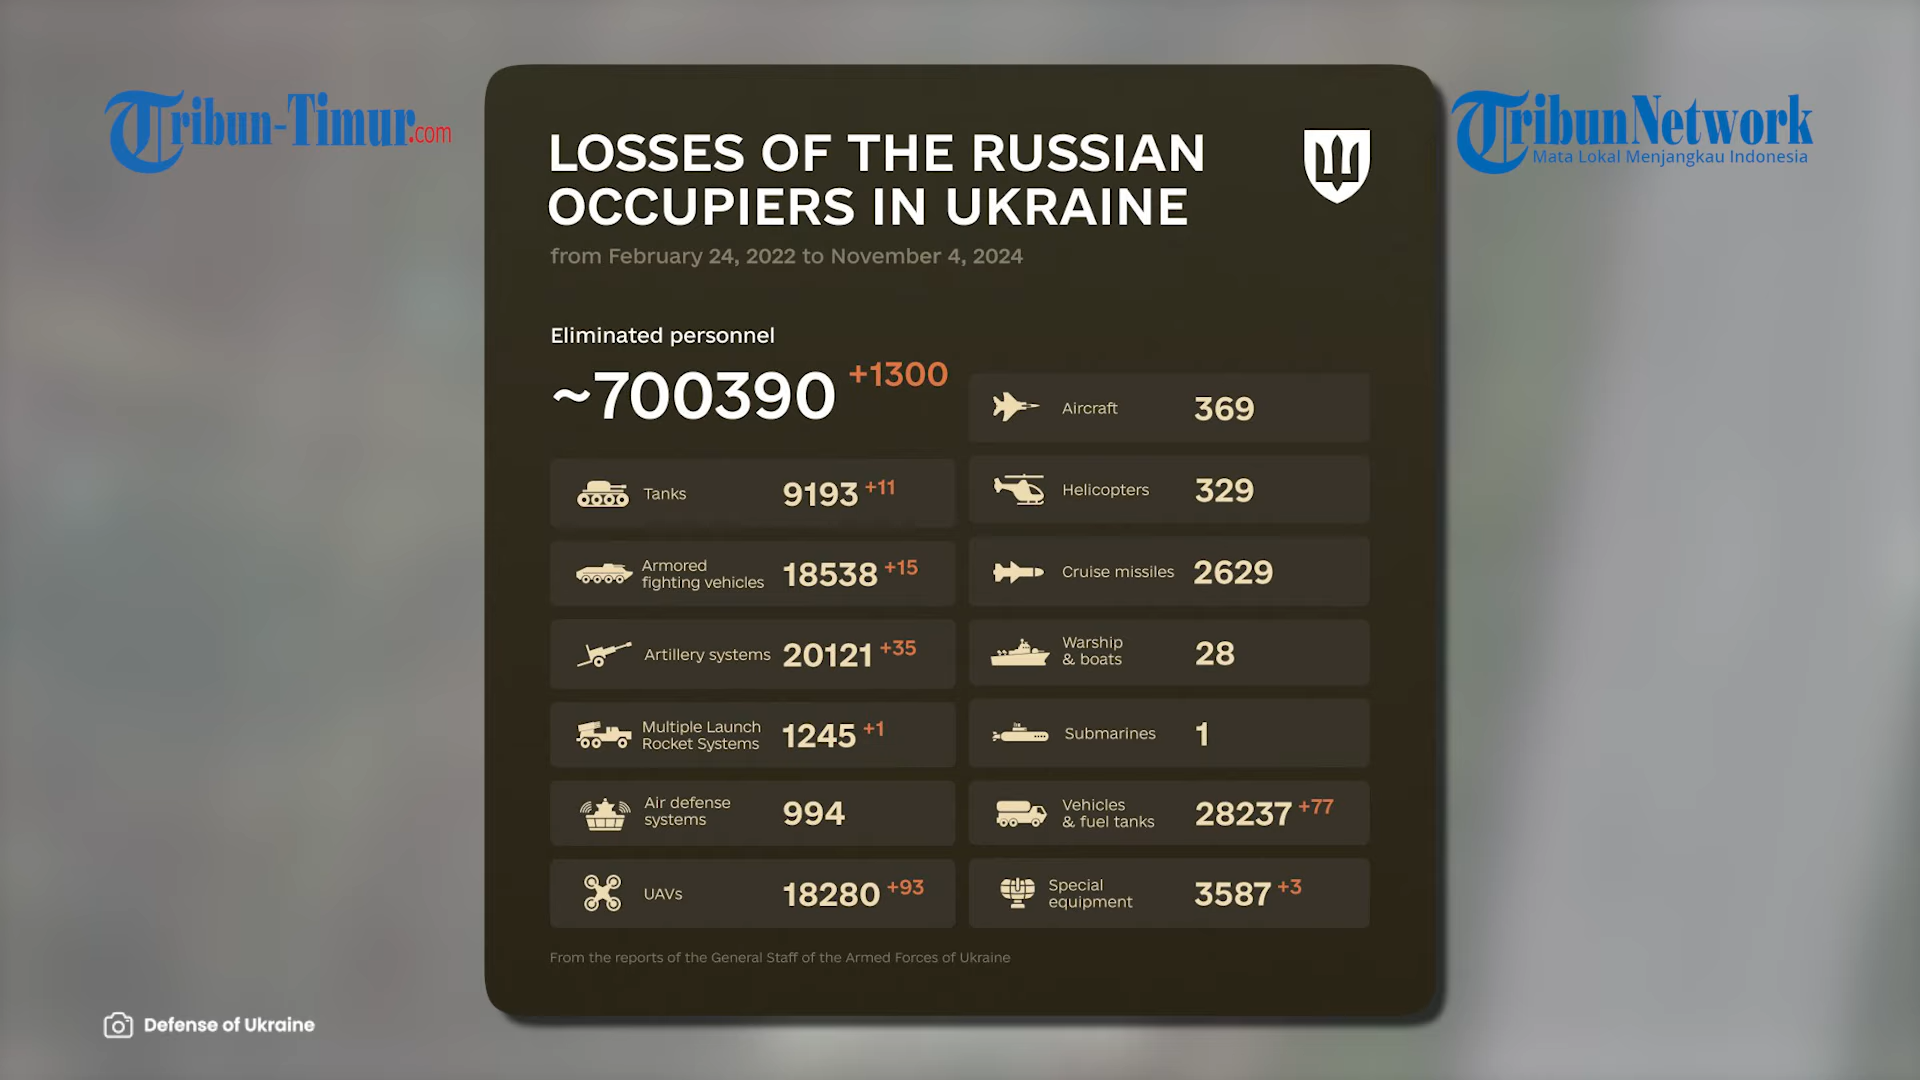 Tribun-Timur.com
TribunNetwork
Mata Lokal Menjangkau Indonesia
LOSSES OF THE RUSSIAN
OCCUPIERS IN UKRAINE
from February 24, 2022 to November 4, 2024
Eliminated personnel
~700390 +1300
Tanks 9193 +11
Armored
fighting vehicles 18538 +15
Artillery systems 20121 +35
Multiple Launch
Rocket Systems 1245 +1
Air defense
systems 994
UAVs 18280 +93
Aircraft 369
Helicopters 329
Cruise missiles 2629
Warship
& boats 28
Submarines 1
Vehicles
& fuel tanks 28237 +77
Special
equipment 3587 +3
From the reports of the General Staff of the Armed Forces of Ukraine
Defense of Ukraine